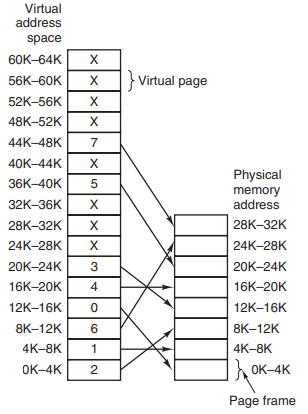 Virtual
address
space
60K–64K X
56K–60K X Virtual page
52K–56K X
48K–52K X
44K–48K 7
40K–44K X
36K–40K 5
32K–36K X
28K–32K X
24K–28K X
20K–24K 3
16K–20K 4
12K–16K 0
8K–12K 6
4K–8K 1
0K–4K 2
Physical
memory
address
28K–32K
24K–28K
20K–24K
16K–20K
12K–16K
8K–12K
4K–8K
0K–4K
Page frame